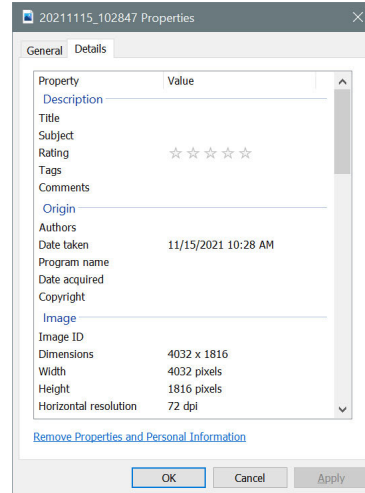 20211115_102847 Properties
General Details
Property Value
Description
Title
Subject
Rating
Tags
Comments
Origin
Authors
Date taken 11/15/2021 10:28 AM
Program name
Date acquired
Copyright
Image
Image ID
Dimensions 4032 x 1816
Width 4032 pixels
Height 1816 pixels
Horizontal resolution 72 dpi
Remove Properties and Personal Information
OK Cancel Apply